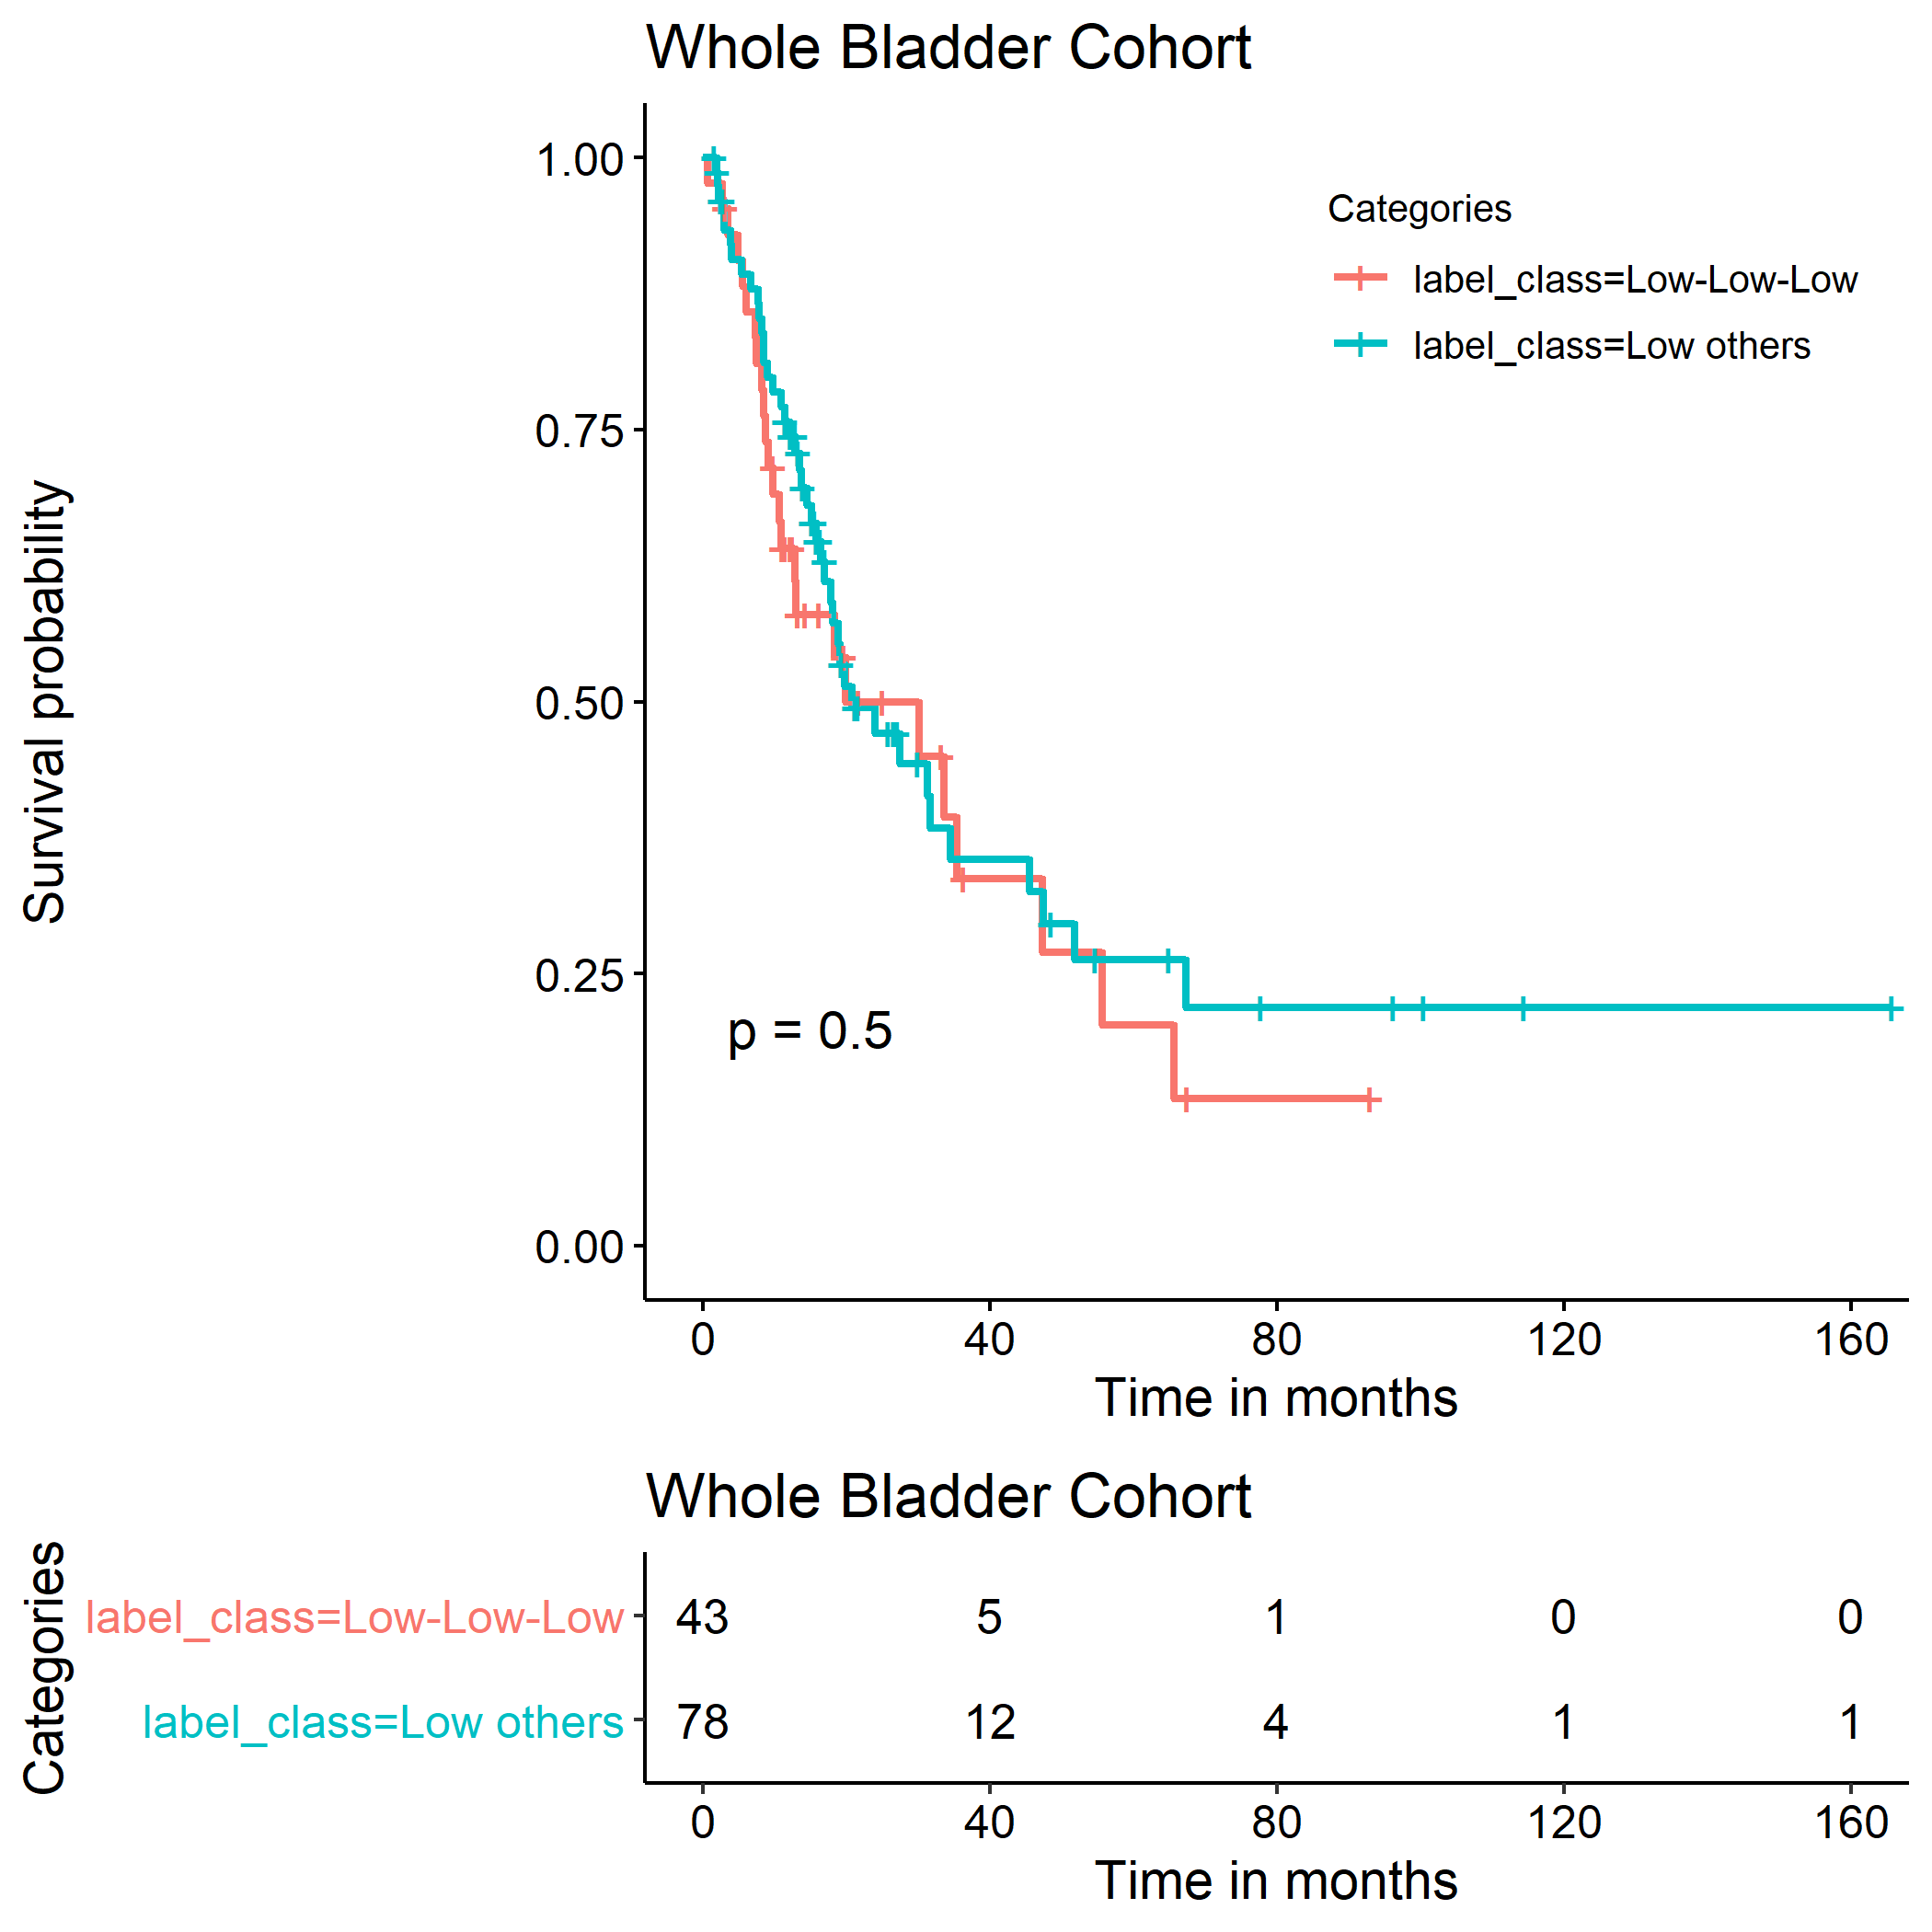 Whole Bladder Cohort
Survival probability
1.00
0.75
0.50
0.25
0.00
Categories
label_class=Low-Low-Low
label_class=Low others
p = 0.5
0 40 80 120 160
Time in months
Whole Bladder Cohort
Categories
label_class=Low-Low-Low 43 5 1 0 0
label_class=Low others 78 12 4 1 1
0 40 80 120 160
Time in months